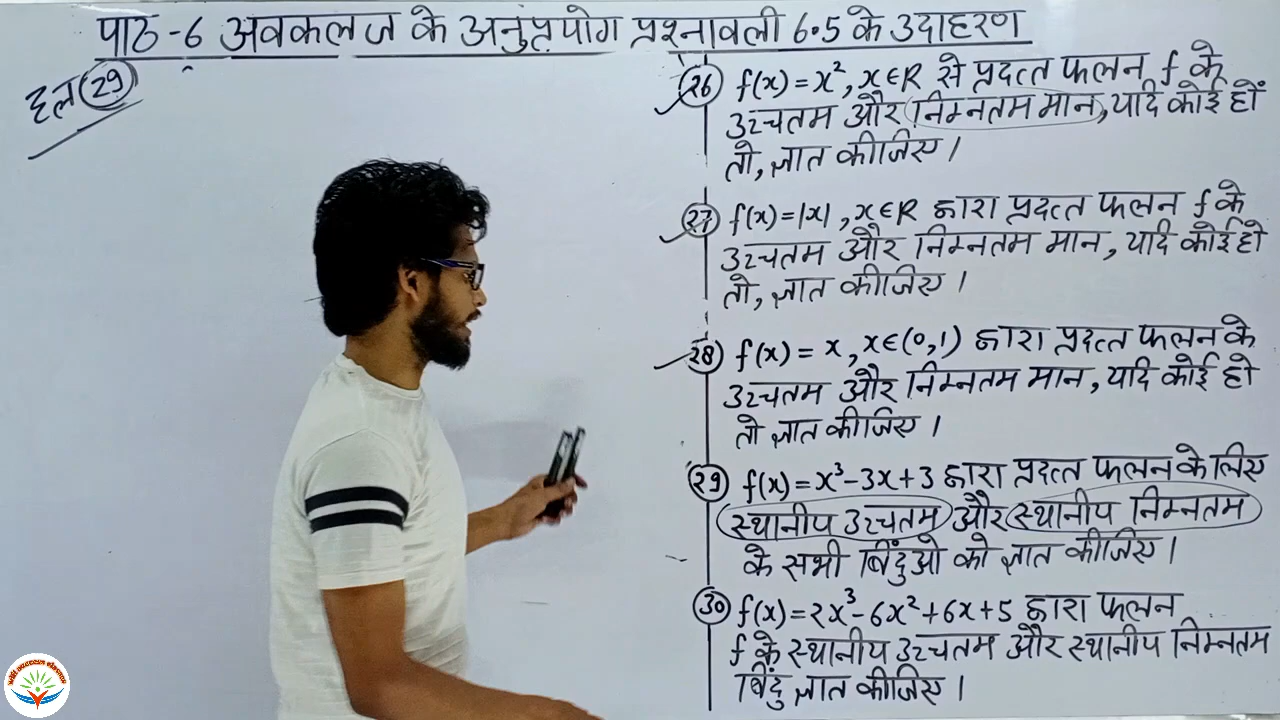 पाठ -6 अवकलज के अनुप्रयोग प्रश्नावली 6.5 के उदाहरण
हल (29)
(26) f(x) = x², x∈R से प्रदत्त फलन f के
उच्चतम और निम्नतम मान, यदि कोई हों
तो, ज्ञात कीजिए।
(27) f(x) = |x|, x∈R द्वारा प्रदत्त फलन f के
उच्चतम और निम्नतम मान, यदि कोई हो
तो, ज्ञात कीजिए।
(28) f(x) = x, x∈(0,1) द्वारा प्रदत्त फलन के
उच्चतम और निम्नतम मान, यदि कोई हो
तो ज्ञात कीजिए।
(29) f(x) = x³-3x+3 द्वारा प्रदत्त फलन के लिए
स्थानीय उच्चतम और स्थानीय निम्नतम
के सभी बिंदुओ को ज्ञात कीजिए।
(30) f(x) = 2x³-6x²+6x+5 द्वारा फलन
f के स्थानीय उच्चतम और स्थानीय निम्नतम
बिंदु ज्ञात कीजिए।